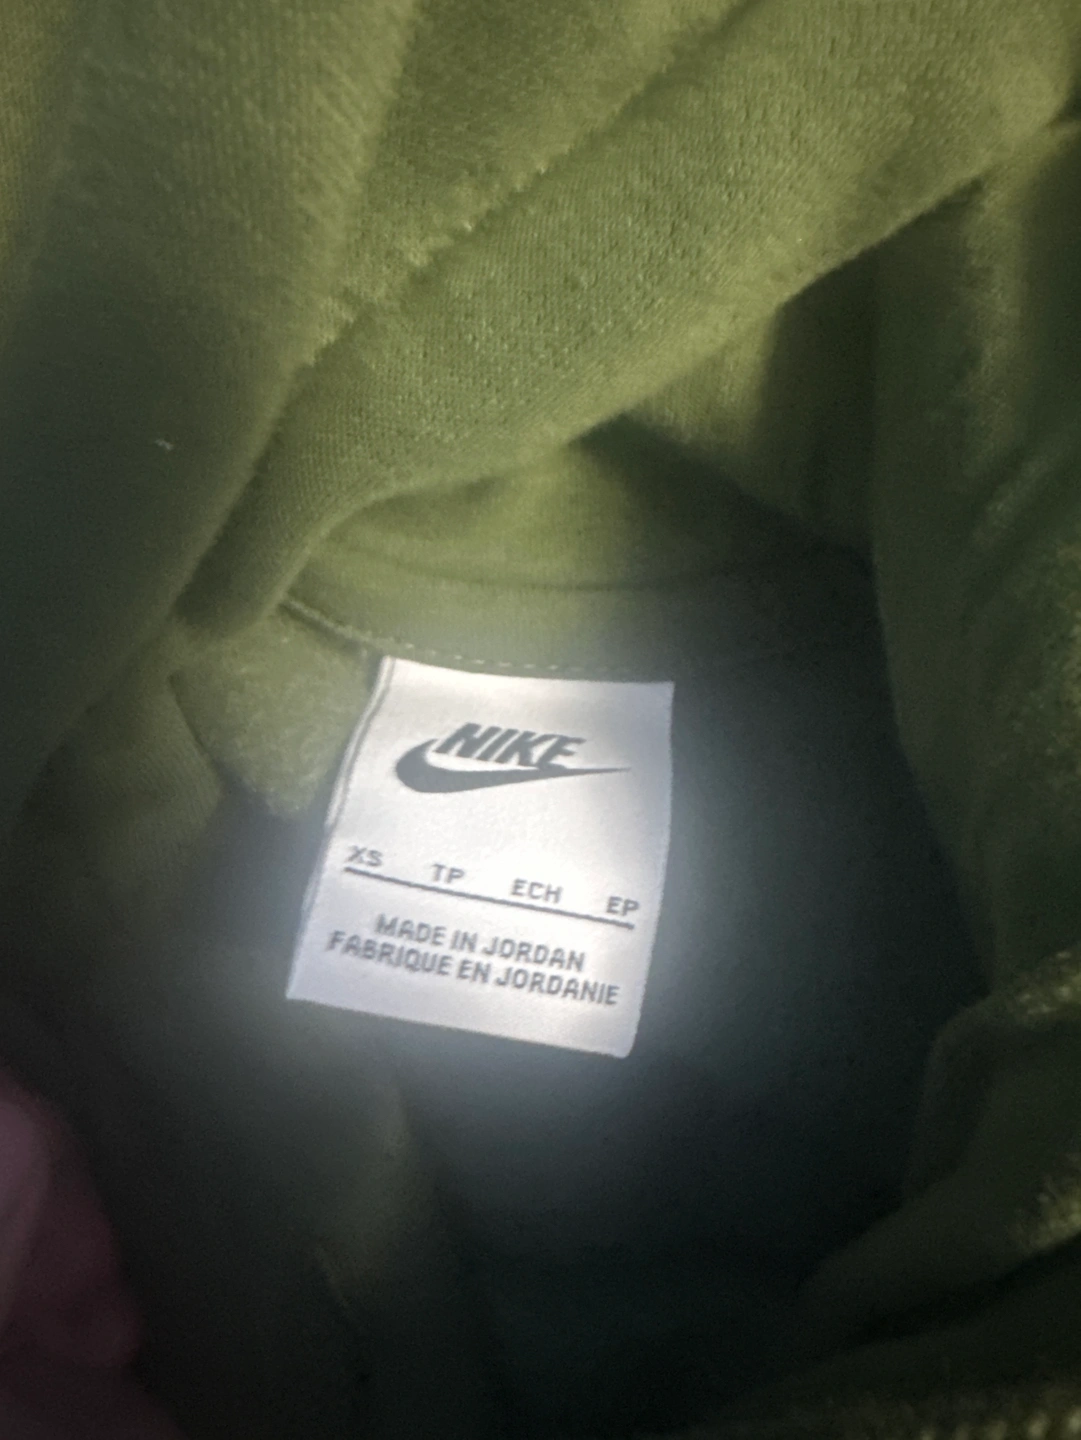 NIKE
XS TP ECH EP
MADE IN JORDAN
FABRIQUE EN JORDANIE